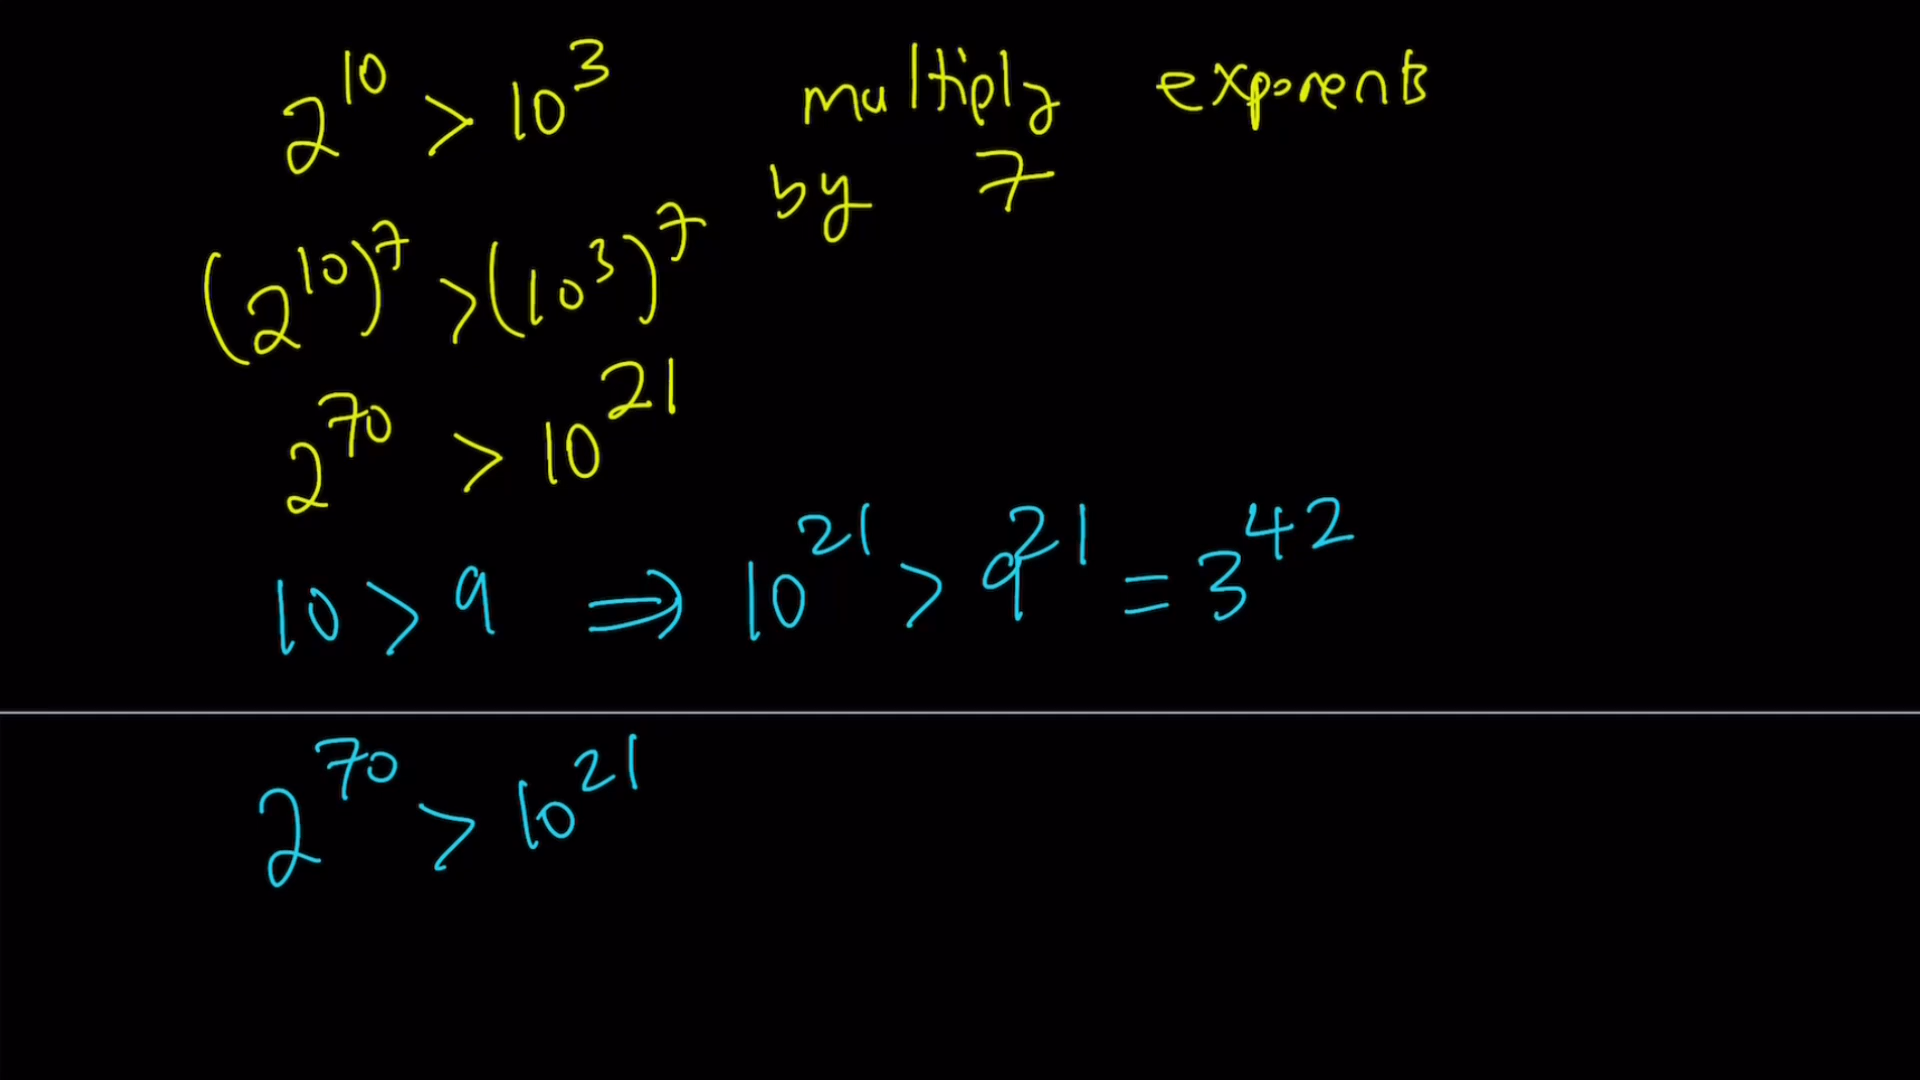 2^10 > 10^3 multiply exponents
by 7
(2^10)^7 > (10^3)^7
2^70 > 10^21
10 > 9 ⇒ 10^21 > 9^21 = 3^42
2^70 > 10^21